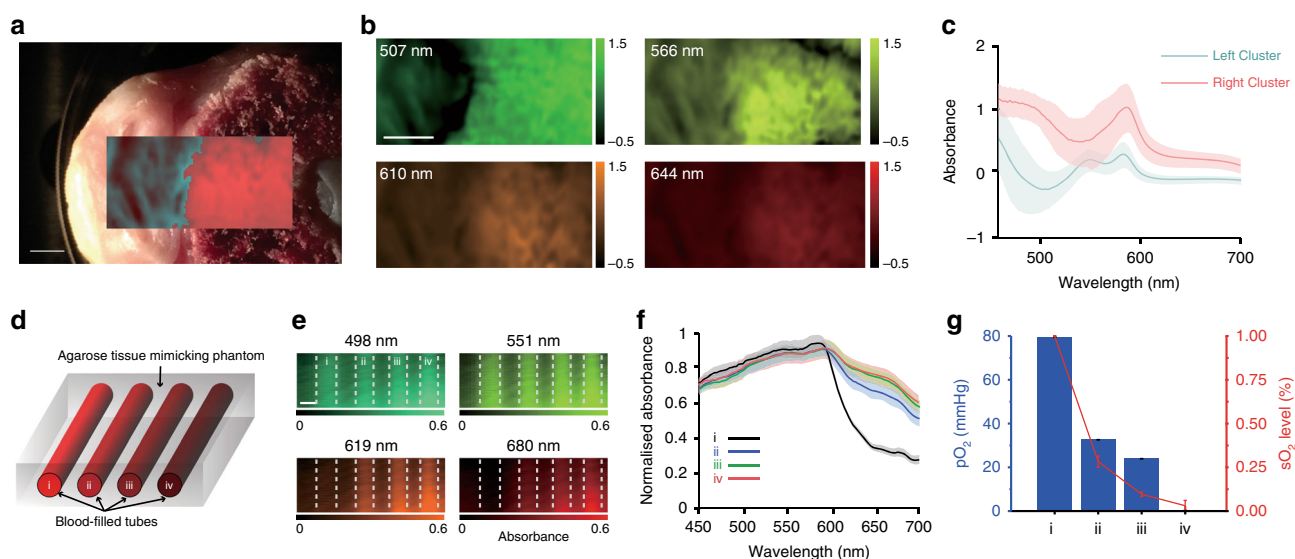 a
b
507 nm
1.5
−0.5
566 nm
1.5
−0.5
610 nm
1.5
−0.5
644 nm
1.5
−0.5
c
2
1
0
−1
Absorbance
Left Cluster
Right Cluster
500
600
700
Wavelength (nm)
d
Agarose tissue mimicking phantom
i
ii
iii
iv
Blood-filled tubes
e
498 nm
i ii iii iv
0 0.6
551 nm
0 0.6
619 nm
0 0.6
680 nm
0 0.6
Absorbance
f
1
0.8
0.6
0.4
0.2
0
Normalised absorbance
i
ii
iii
iv
450 500 550 600 650 700
Wavelength (nm)
g
80
60
40
20
0
pO2 (mmHg)
1.00
0.75
0.50
0.25
0
sO2 level (%)
i ii iii iv